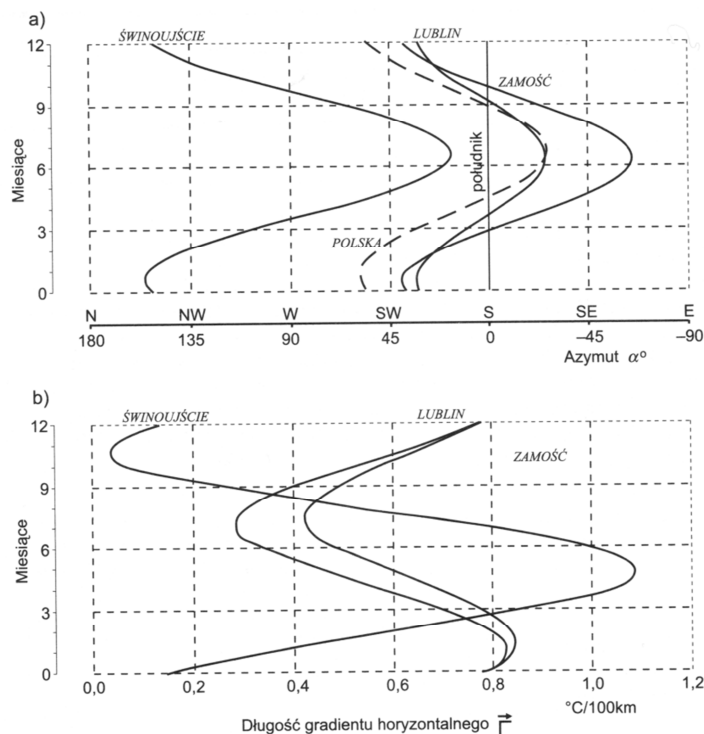 a)
ŚWINOUJŚCIE
LUBLIN
ZAMOŚĆ
POLSKA
południk
Miesiące
12
9
6
3
0
N NW W SW S SE E
180 135 90 45 0 –45 –90
Azymut α°
b)
ŚWINOUJŚCIE
LUBLIN
ZAMOŚĆ
Miesiące
12
9
6
3
0
0,0 0,2 0,4 0,6 0,8 1,0 1,2
°C/100km
Długość gradientu horyzontalnego Γ